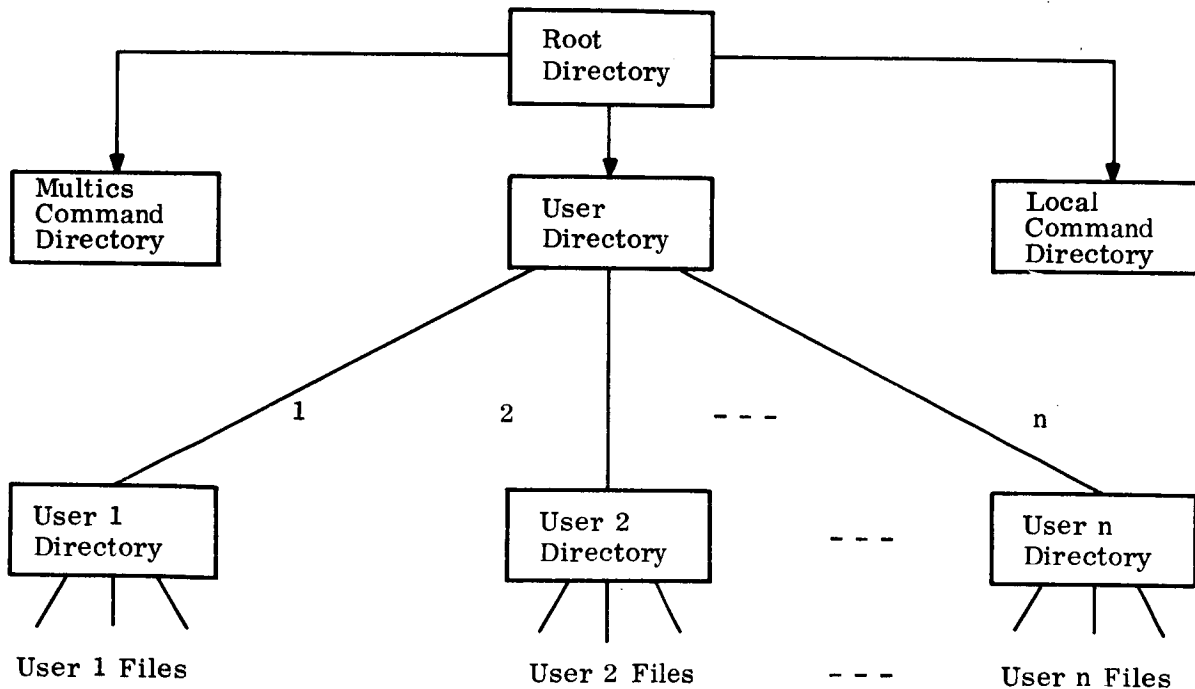 Root
Directory
Multics
Command
Directory
User
Directory
Local
Command
Directory
1
2
- - -
n
User 1
Directory
User 2
Directory
- - -
User n
Directory
User 1 Files
User 2 Files
- - -
User n Files